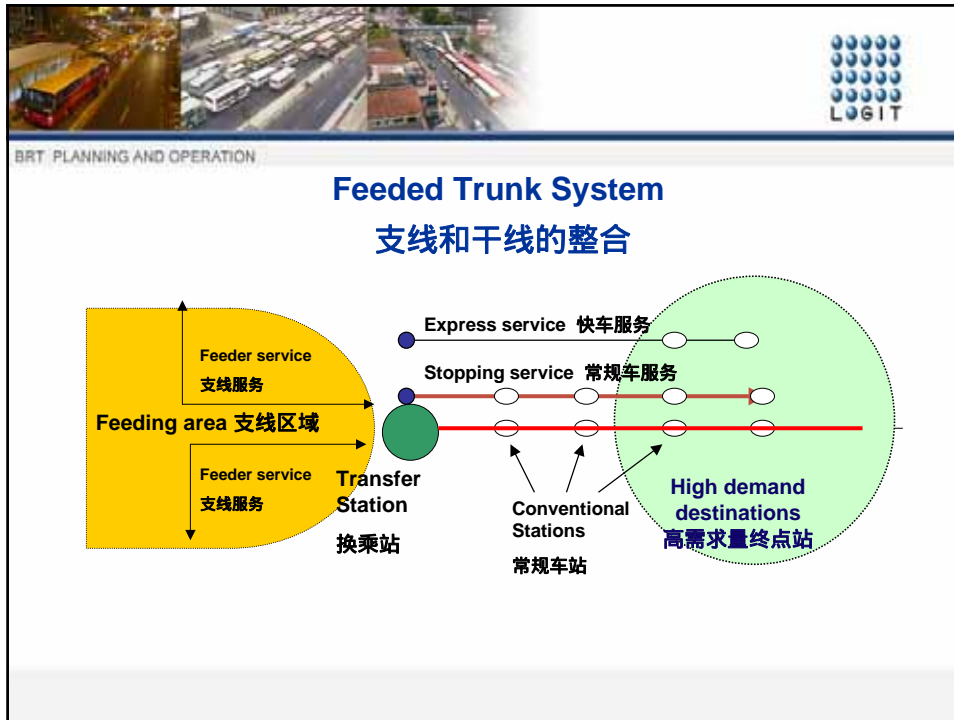 LOGIT
BRT PLANNING AND OPERATION
Feeded Trunk System
支线和干线的整合
Express service 快车服务
Feeder service
支线服务
Stopping service 常规车服务
Feeding area 支线区域
Feeder service
支线服务
Transfer
Station
换乘站
Conventional
Stations
常规车站
High demand
destinations
高需求量终点站